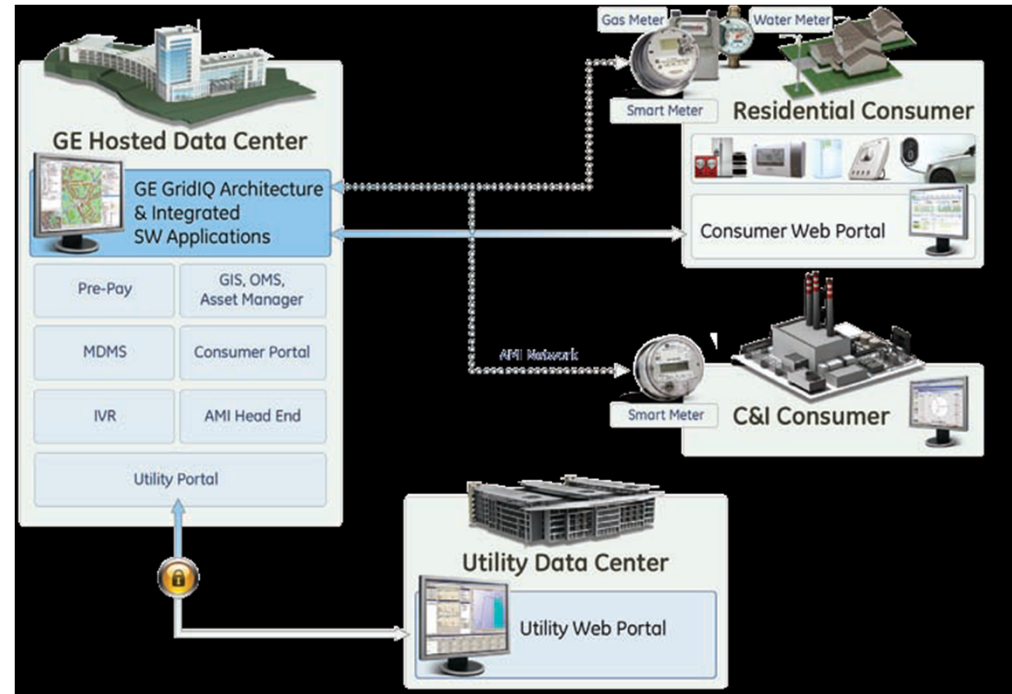 Gas Meter
Water Meter
Smart Meter
Residential Consumer
GE Hosted Data Center
GE GridIQ Architecture
& Integrated
SW Applications
Consumer Web Portal
Pre-Pay
GIS, OMS,
Asset Manager
MDMS
Consumer Portal
AMI Network
IVR
AMI Head End
Smart Meter
C&I Consumer
Utility Portal
Utility Data Center
Utility Web Portal